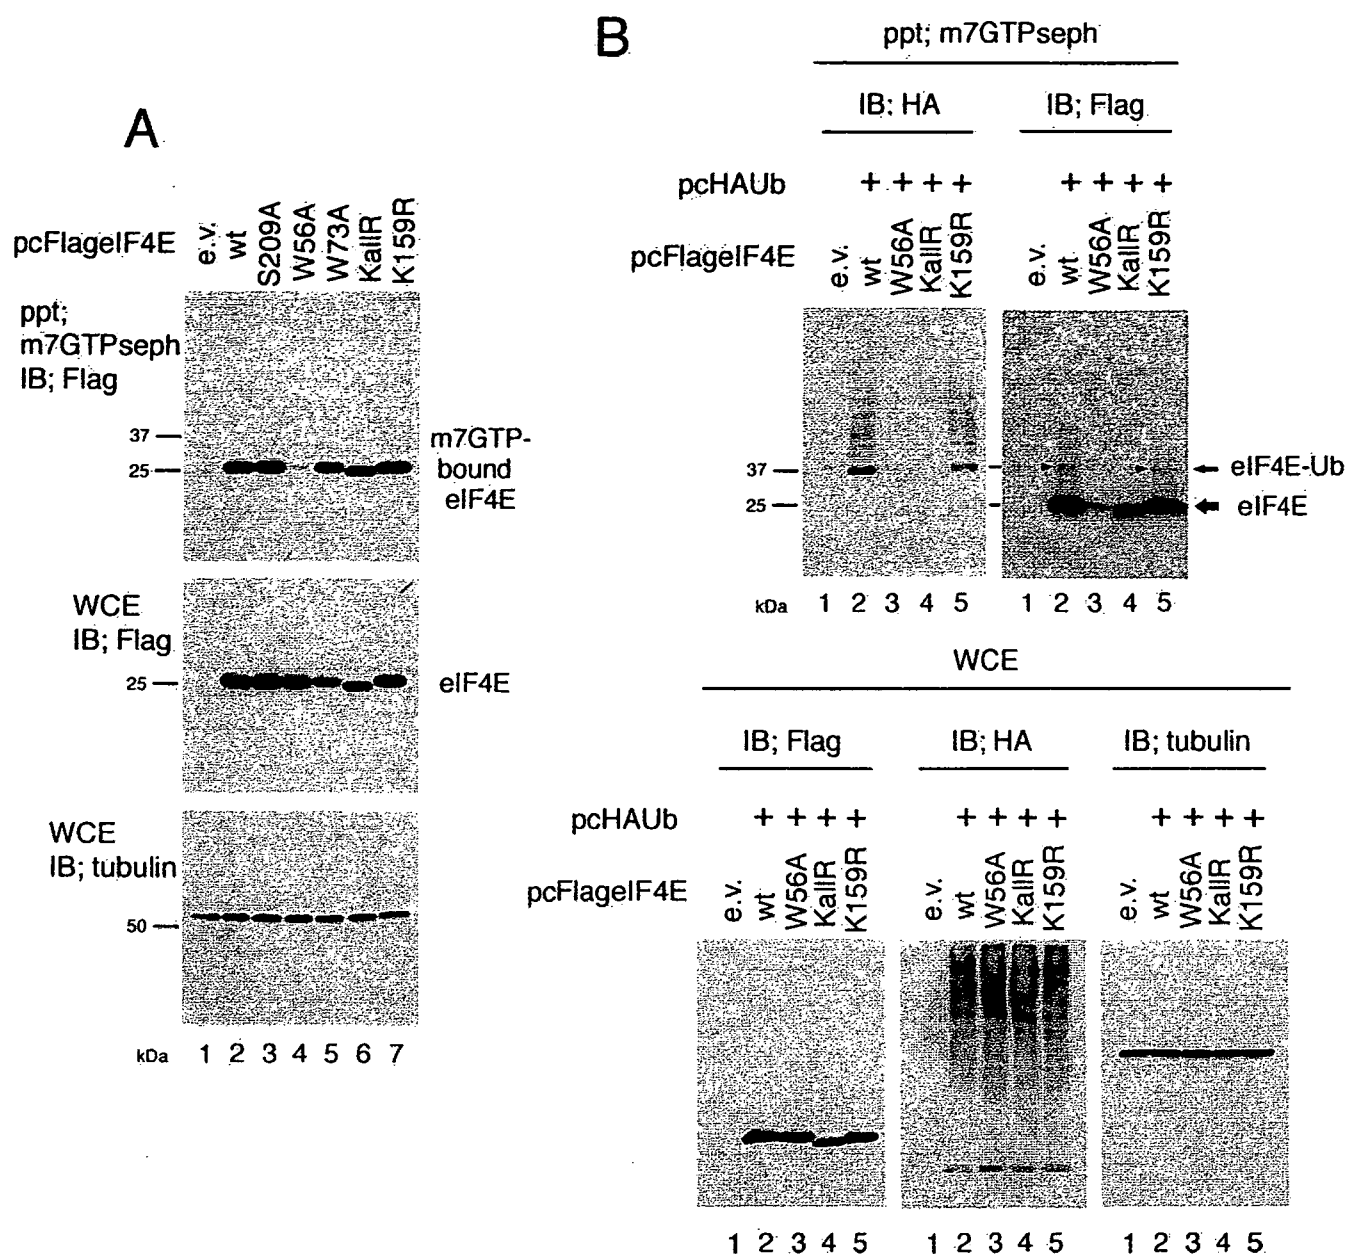 A
pcFlageIF4E
e.v.
wt
S209A
W56A
W73A
KallR
K159R
ppt;
m7GTPseph
IB; Flag
37
25
m7GTP-
bound
eIF4E
WCE
IB; Flag
25
eIF4E
WCE
IB; tubulin
50
kDa 1 2 3 4 5 6 7
B
ppt; m7GTPseph
IB; HA IB; Flag
pcHAUb + + + + + + + +
pcFlageIF4E
e.v.
wt
W56A
KallR
K159R
e.v.
wt
W56A
KallR
K159R
37
25
eIF4E-Ub
eIF4E
kDa 1 2 3 4 5 1 2 3 4 5
WCE
IB; Flag IB; HA IB; tubulin
pcHAUb + + + + + + + + + + + +
pcFlageIF4E
e.v.
wt
W56A
KallR
K159R
e.v.
wt
W56A
KallR
K159R
e.v.
wt
W56A
KallR
K159R
1 2 3 4 5 1 2 3 4 5 1 2 3 4 5